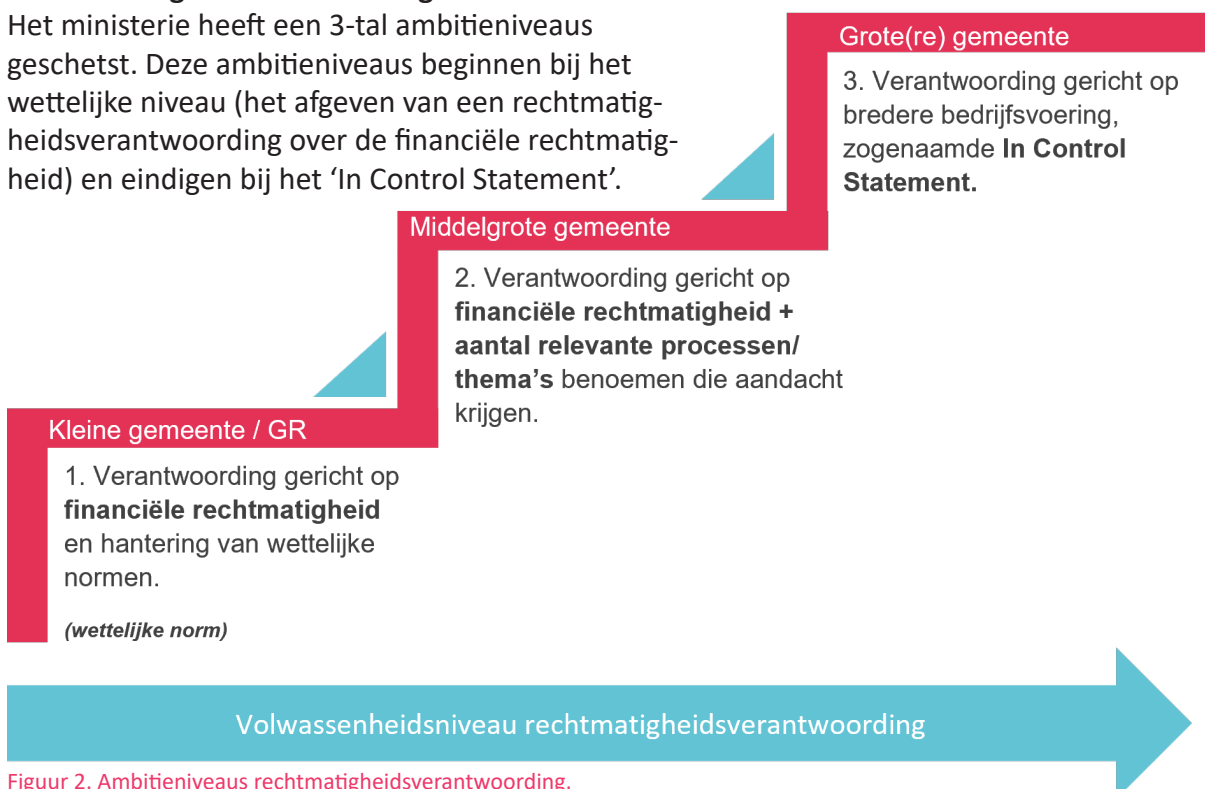 Het ministerie heeft een 3-tal ambitieniveaus
geschetst. Deze ambitieniveaus beginnen bij het
wettelijke niveau (het afgeven van een rechtmatig-
heidsverantwoording over de financiële rechtmatig-
heid) en eindigen bij het ‘In Control Statement’.
Grote(re) gemeente
3. Verantwoording gericht op
bredere bedrijfsvoering,
zogenaamde In Control
Statement.
Middelgrote gemeente
2. Verantwoording gericht op
financiële rechtmatigheid +
aantal relevante processen/
thema’s benoemen die aandacht
krijgen.
Kleine gemeente / GR
1. Verantwoording gericht op
financiële rechtmatigheid
en hantering van wettelijke
normen.
(wettelijke norm)
Volwassenheidsniveau rechtmatigheidsverantwoording
Figuur 2. Ambitieniveaus rechtmatigheidsverantwoording.